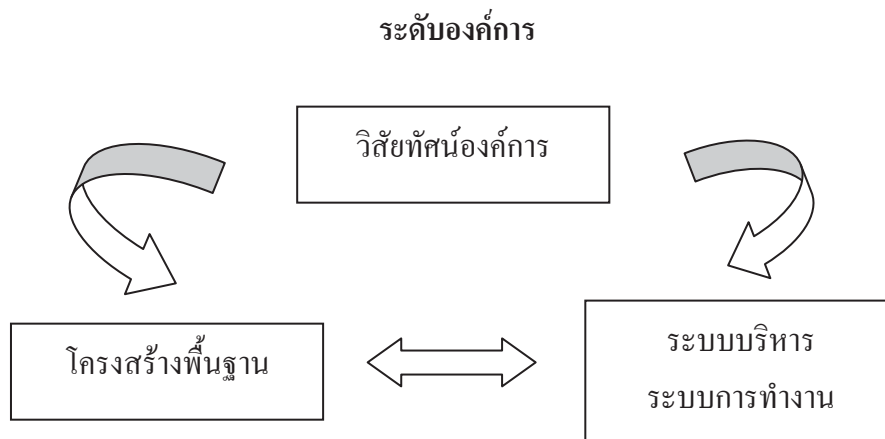 ระดับองค์การ
วิสัยทัศน์องค์การ
โครงสร้างพื้นฐาน
ระบบบริหาร
ระบบการทำงาน